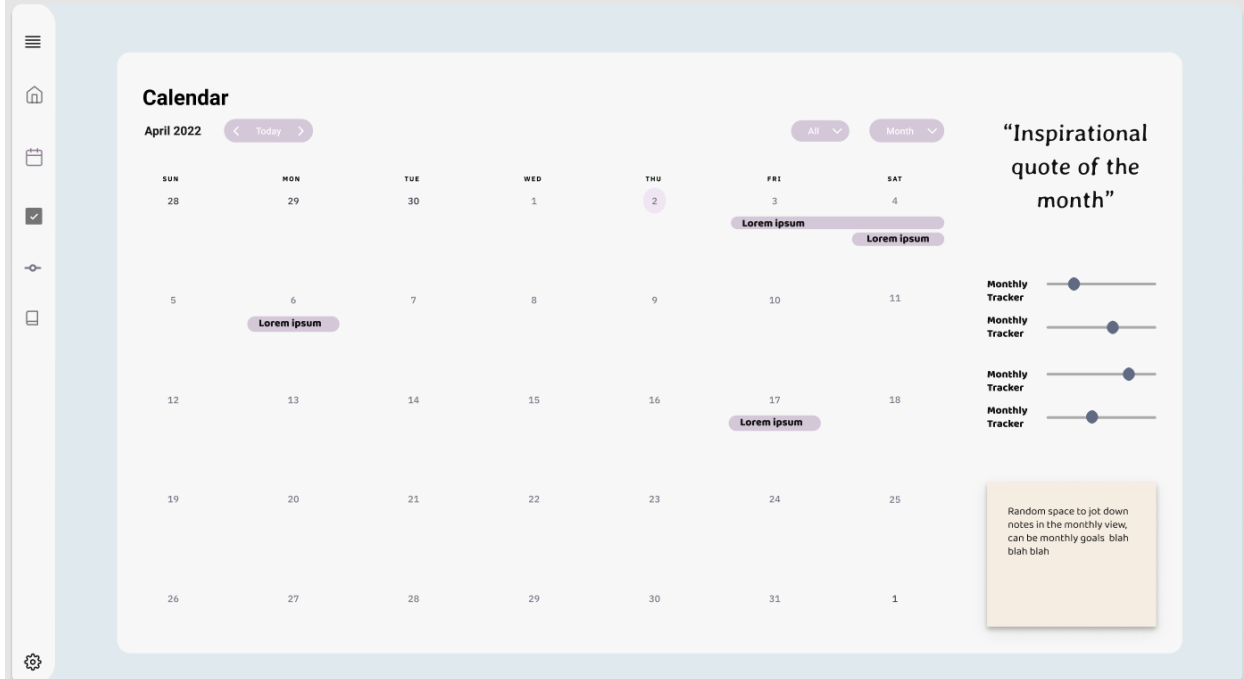 Calendar
April 2022
Today
All
Month
SUN MON TUE WED THU FRI SAT
28 29 30 1 2 3 4
Lorem ipsum
Lorem ipsum
5 6 7 8 9 10 11
Lorem ipsum
12 13 14 15 16 17 18
Lorem ipsum
19 20 21 22 23 24 25
26 27 28 29 30 31 1
“Inspirational
quote of the
month”
Monthly
Tracker
Monthly
Tracker
Monthly
Tracker
Monthly
Tracker
Random space to jot down
notes in the monthly view,
can be monthly goals blah
blah blah